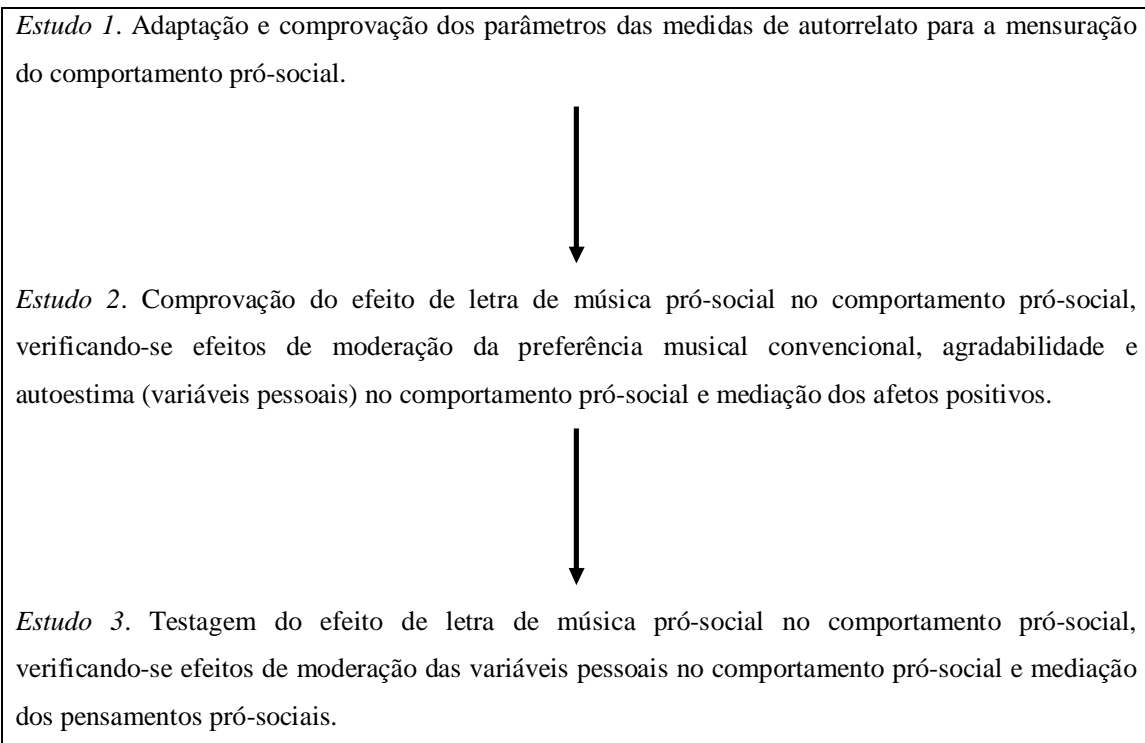 Estudo 1. Adaptação e comprovação dos parâmetros das medidas de autorrelato para a mensuração
do comportamento pró-social.
Estudo 2. Comprovação do efeito de letra de música pró-social no comportamento pró-social,
verificando-se efeitos de moderação da preferência musical convencional, agradabilidade e
autoestima (variáveis pessoais) no comportamento pró-social e mediação dos afetos positivos.
Estudo 3. Testagem do efeito de letra de música pró-social no comportamento pró-social,
verificando-se efeitos de moderação das variáveis pessoais no comportamento pró-social e mediação
dos pensamentos pró-sociais.